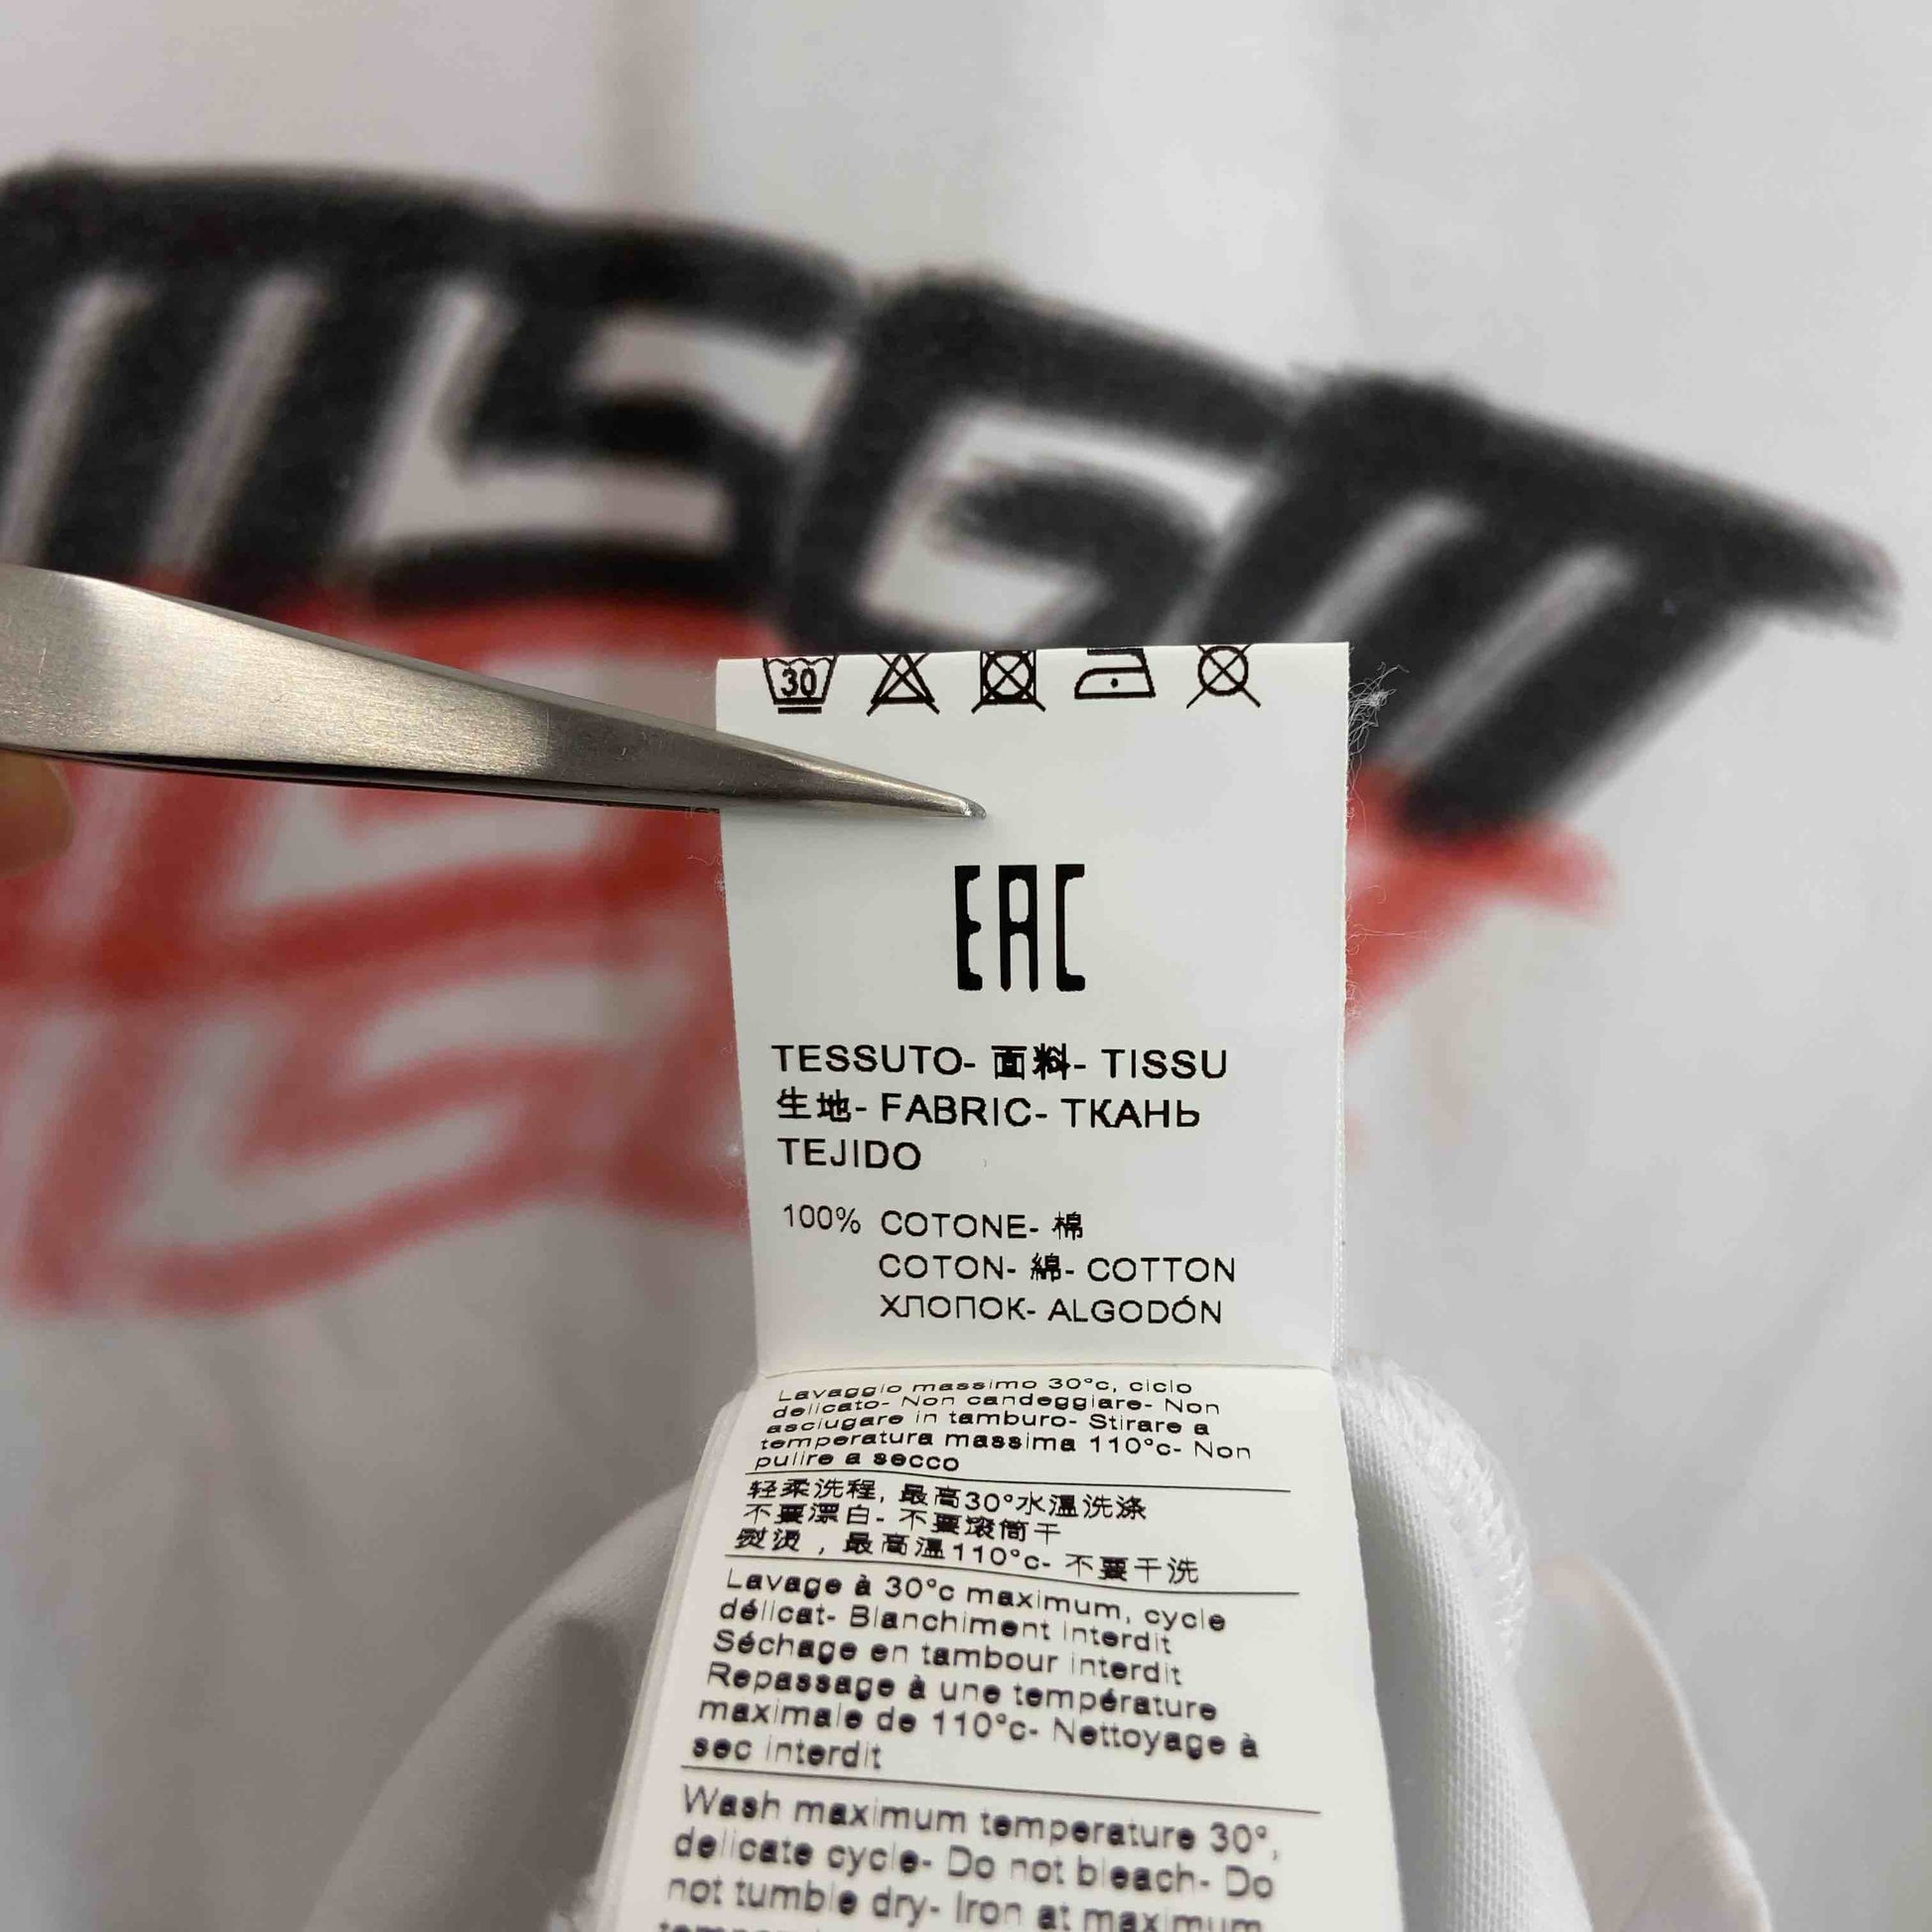 MSGM
MSGM
30
EAC
TESSUTO- 面料- TISSU
生地- FABRIC- ТКАНЬ
TEJIDO
100% COTONE- 棉
COTON- 綿- COTTON
ХЛОПОК- ALGODÓN
Lavaggio massimo 30°c, ciclo
delicato- Non candeggiare- Non
asciugare in tamburo- Stirare a
temperatura massima 110°c- Non
pulire a secco
轻柔洗程, 最高30°水温洗涤
不要漂白- 不要滚筒干
熨烫 , 最高温110°c- 不要干洗
Lavage à 30°c maximum, cycle
délicat- Blanchiment interdit
Séchage en tambour interdit
Repassage à une température
maximale de 110°c- Nettoyage à
sec interdit
Wash maximum temperature 30°,
delicate cycle- Do not bleach- Do
not tumble dry- Iron at maximum